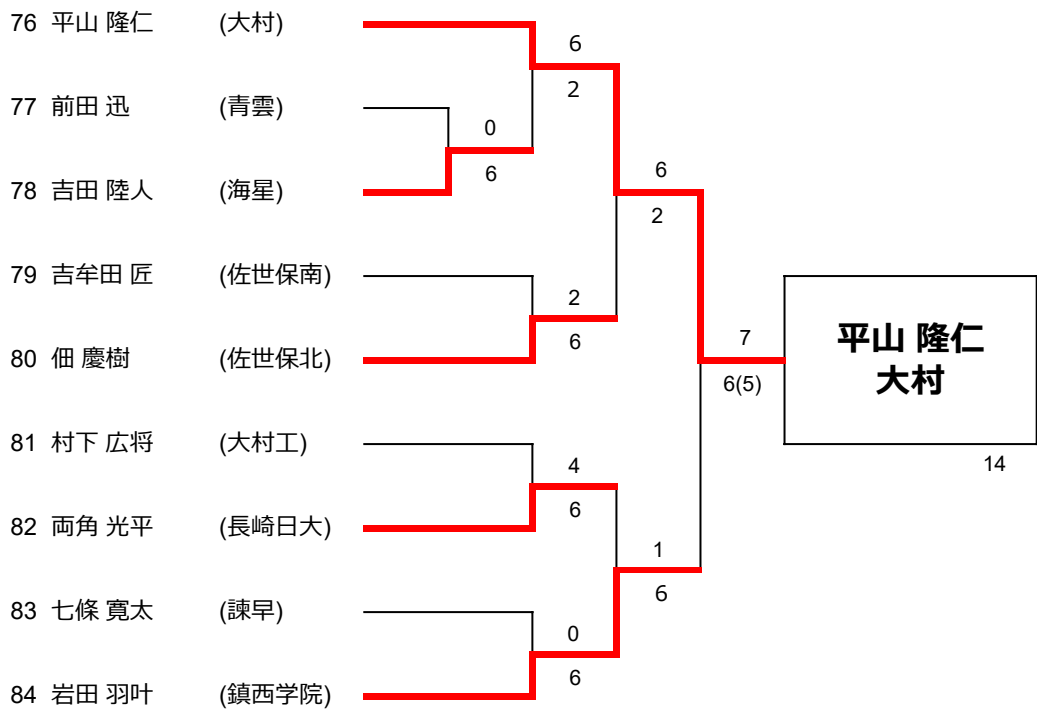 76 平山 隆仁 (大村)
6
2
77 前田 迅 (青雲)
0
6
78 吉田 陸人 (海星)
6
2
79 吉牟田 匠 (佐世保南)
2
6
80 佃 慶樹 (佐世保北)
7
6(5)
平山 隆仁
大村
14
81 村下 広将 (大村工)
4
6
82 両角 光平 (長崎日大)
1
6
83 七條 寛太 (諫早)
0
6
84 岩田 羽叶 (鎮西学院)